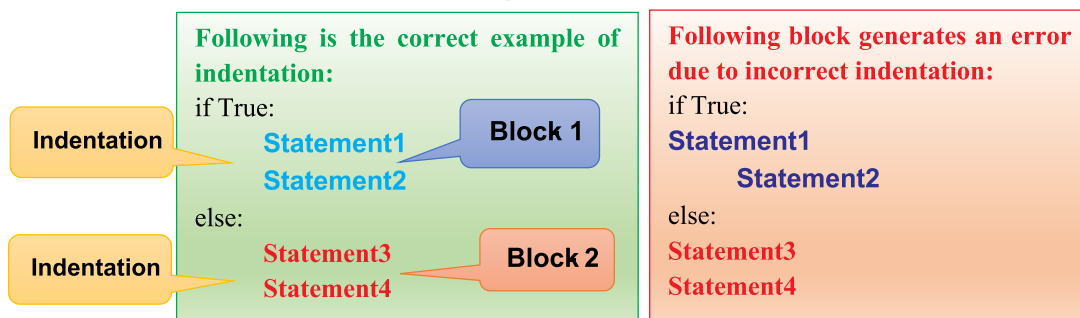 Following is the correct example of
indentation:
if True:
Statement1
Statement2
else:
Statement3
Statement4
Indentation
Block 1
Indentation
Block 2
Following block generates an error
due to incorrect indentation:
if True:
Statement1
Statement2
else:
Statement3
Statement4